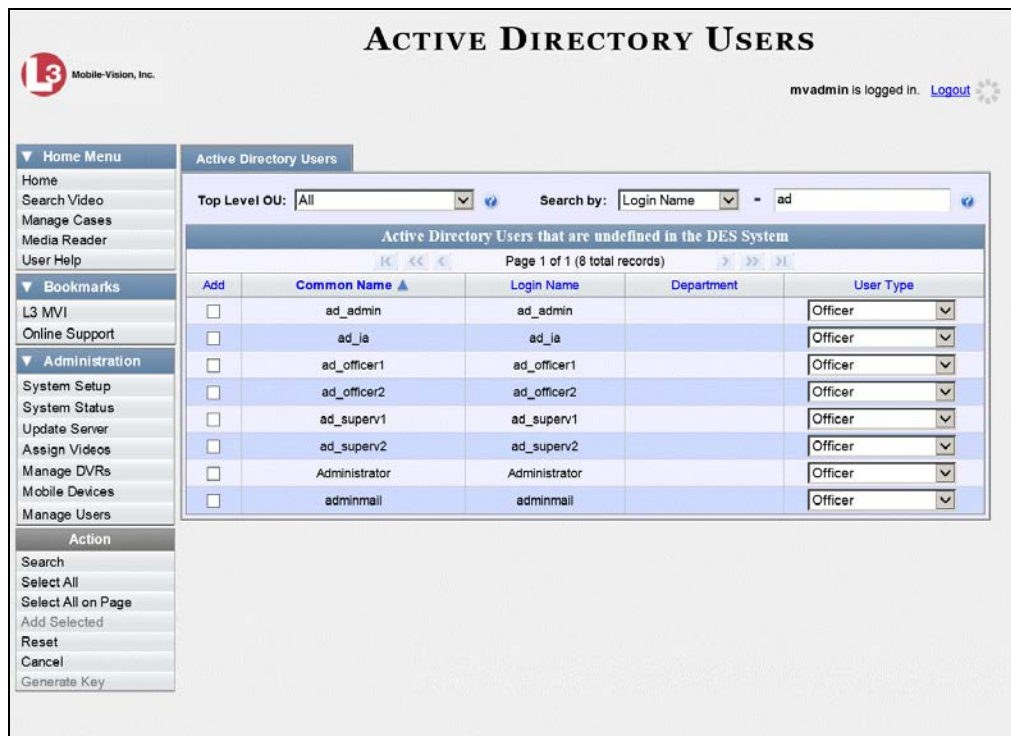 ACTIVE DIRECTORY USERS
L3 Mobile-Vision, Inc.
mvadmin is logged in. Logout
Home Menu
Home
Search Video
Manage Cases
Media Reader
User Help
Bookmarks
L3 MVI
Online Support
Administration
System Setup
System Status
Update Server
Assign Videos
Manage DVRs
Mobile Devices
Manage Users
Action
Search
Select All
Select All on Page
Add Selected
Reset
Cancel
Generate Key
Active Directory Users
Top Level OU: All ? Search by: Login Name = ad ?
Active Directory Users that are undefined in the DES System
Page 1 of 1 (8 total records)
Add Common Name Login Name Department User Type
ad_admin ad_admin Officer
ad_ia ad_ia Officer
ad_officer1 ad_officer1 Officer
ad_officer2 ad_officer2 Officer
ad_superv1 ad_superv1 Officer
ad_superv2 ad_superv2 Officer
Administrator Administrator Officer
adminmail adminmail Officer